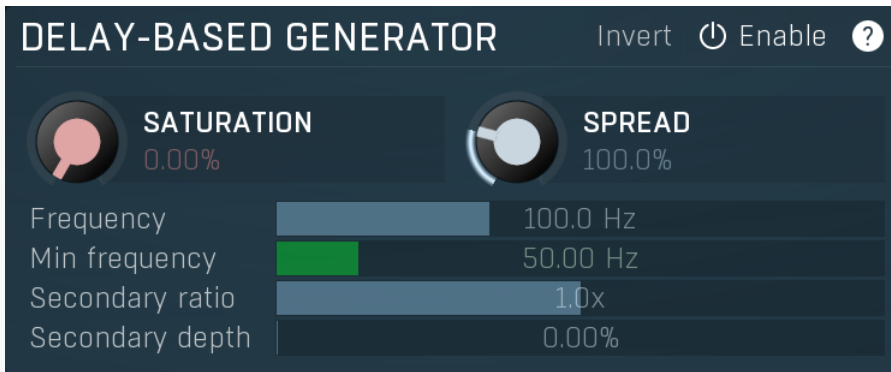 DELAY-BASED GENERATOR Invert Enable ?
SATURATION SPREAD
0.00% 100.0%
Frequency 100.0 Hz
Min frequency 50.00 Hz
Secondary ratio 1.0x
Secondary depth 0.00%